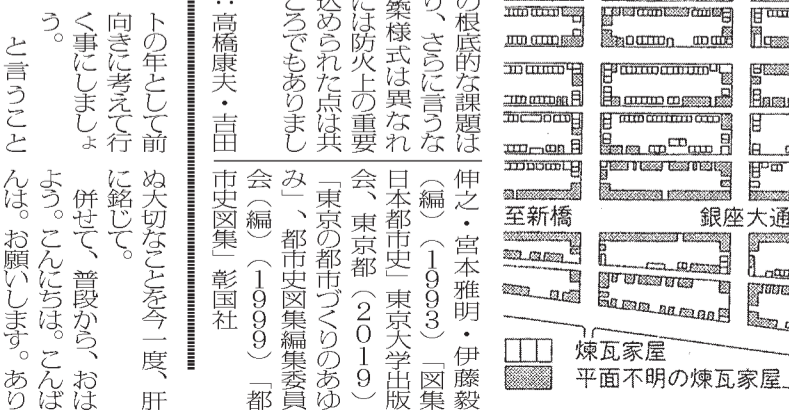 至新橋
銀座大通
煉瓦家屋
平面不明の煉瓦家屋
の根底的な課題は
り、さらに言うな
築様式は異なれ
には防火上の重要
込められた点は共
ころでもありまし
：高橋康夫・吉田
伸之・宮本雅明・伊藤毅
（編）（1993）「図集
日本都市史」東京大学出版
会、東京都（2019）
「東京の都市づくりのあゆ
み」、都市史図集編集委員
会（編）（1999）「都
市史図集」彰国社
トの年として前
向きに考えて行
く事にしましょ
う。
と言うこと
ぬ大切なことを今一度、肝
に銘じて。
併せて、普段から、おは
よう。こんにちは。こんば
んは。お願いします。あり